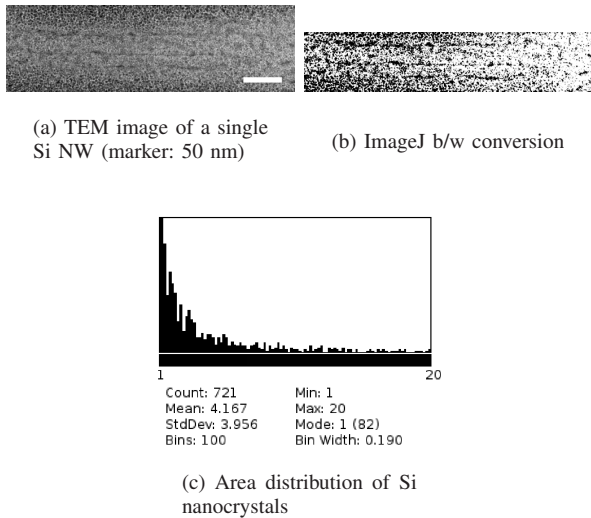 (a) TEM image of a single
Si NW (marker: 50 nm)
(b) ImageJ b/w conversion
1
20
Count: 721
Min: 1
Mean: 4.167
Max: 20
StdDev: 3.956
Mode: 1 (82)
Bins: 100
Bin Width: 0.190
(c) Area distribution of Si
nanocrystals